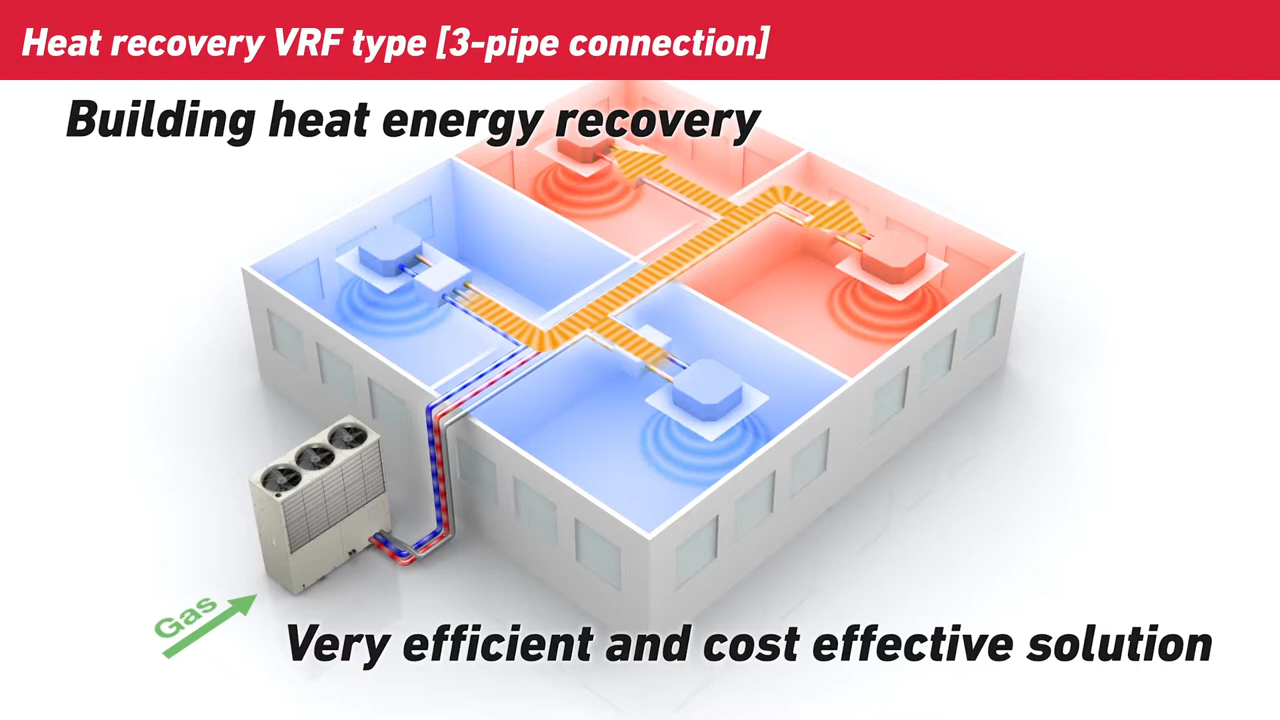 Heat recovery VRF type [3-pipe connection]
Building heat energy recovery
Gas
Very efficient and cost effective solution